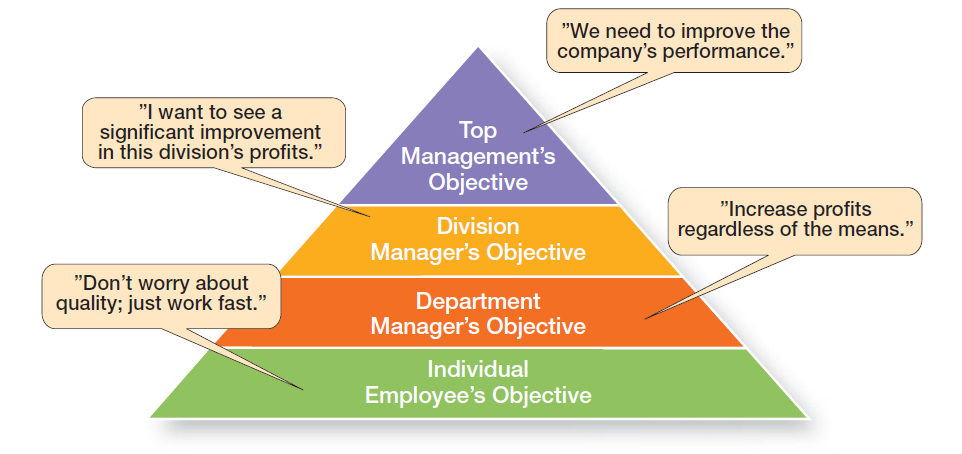 ”We need to improve the
company’s performance.”
”I want to see a
significant improvement
in this division’s profits.”
Top
Management’s
Objective
”Increase profits
regardless of the means.”
Division
Manager’s Objective
”Don’t worry about
quality; just work fast.”
Department
Manager’s Objective
Individual
Employee’s Objective